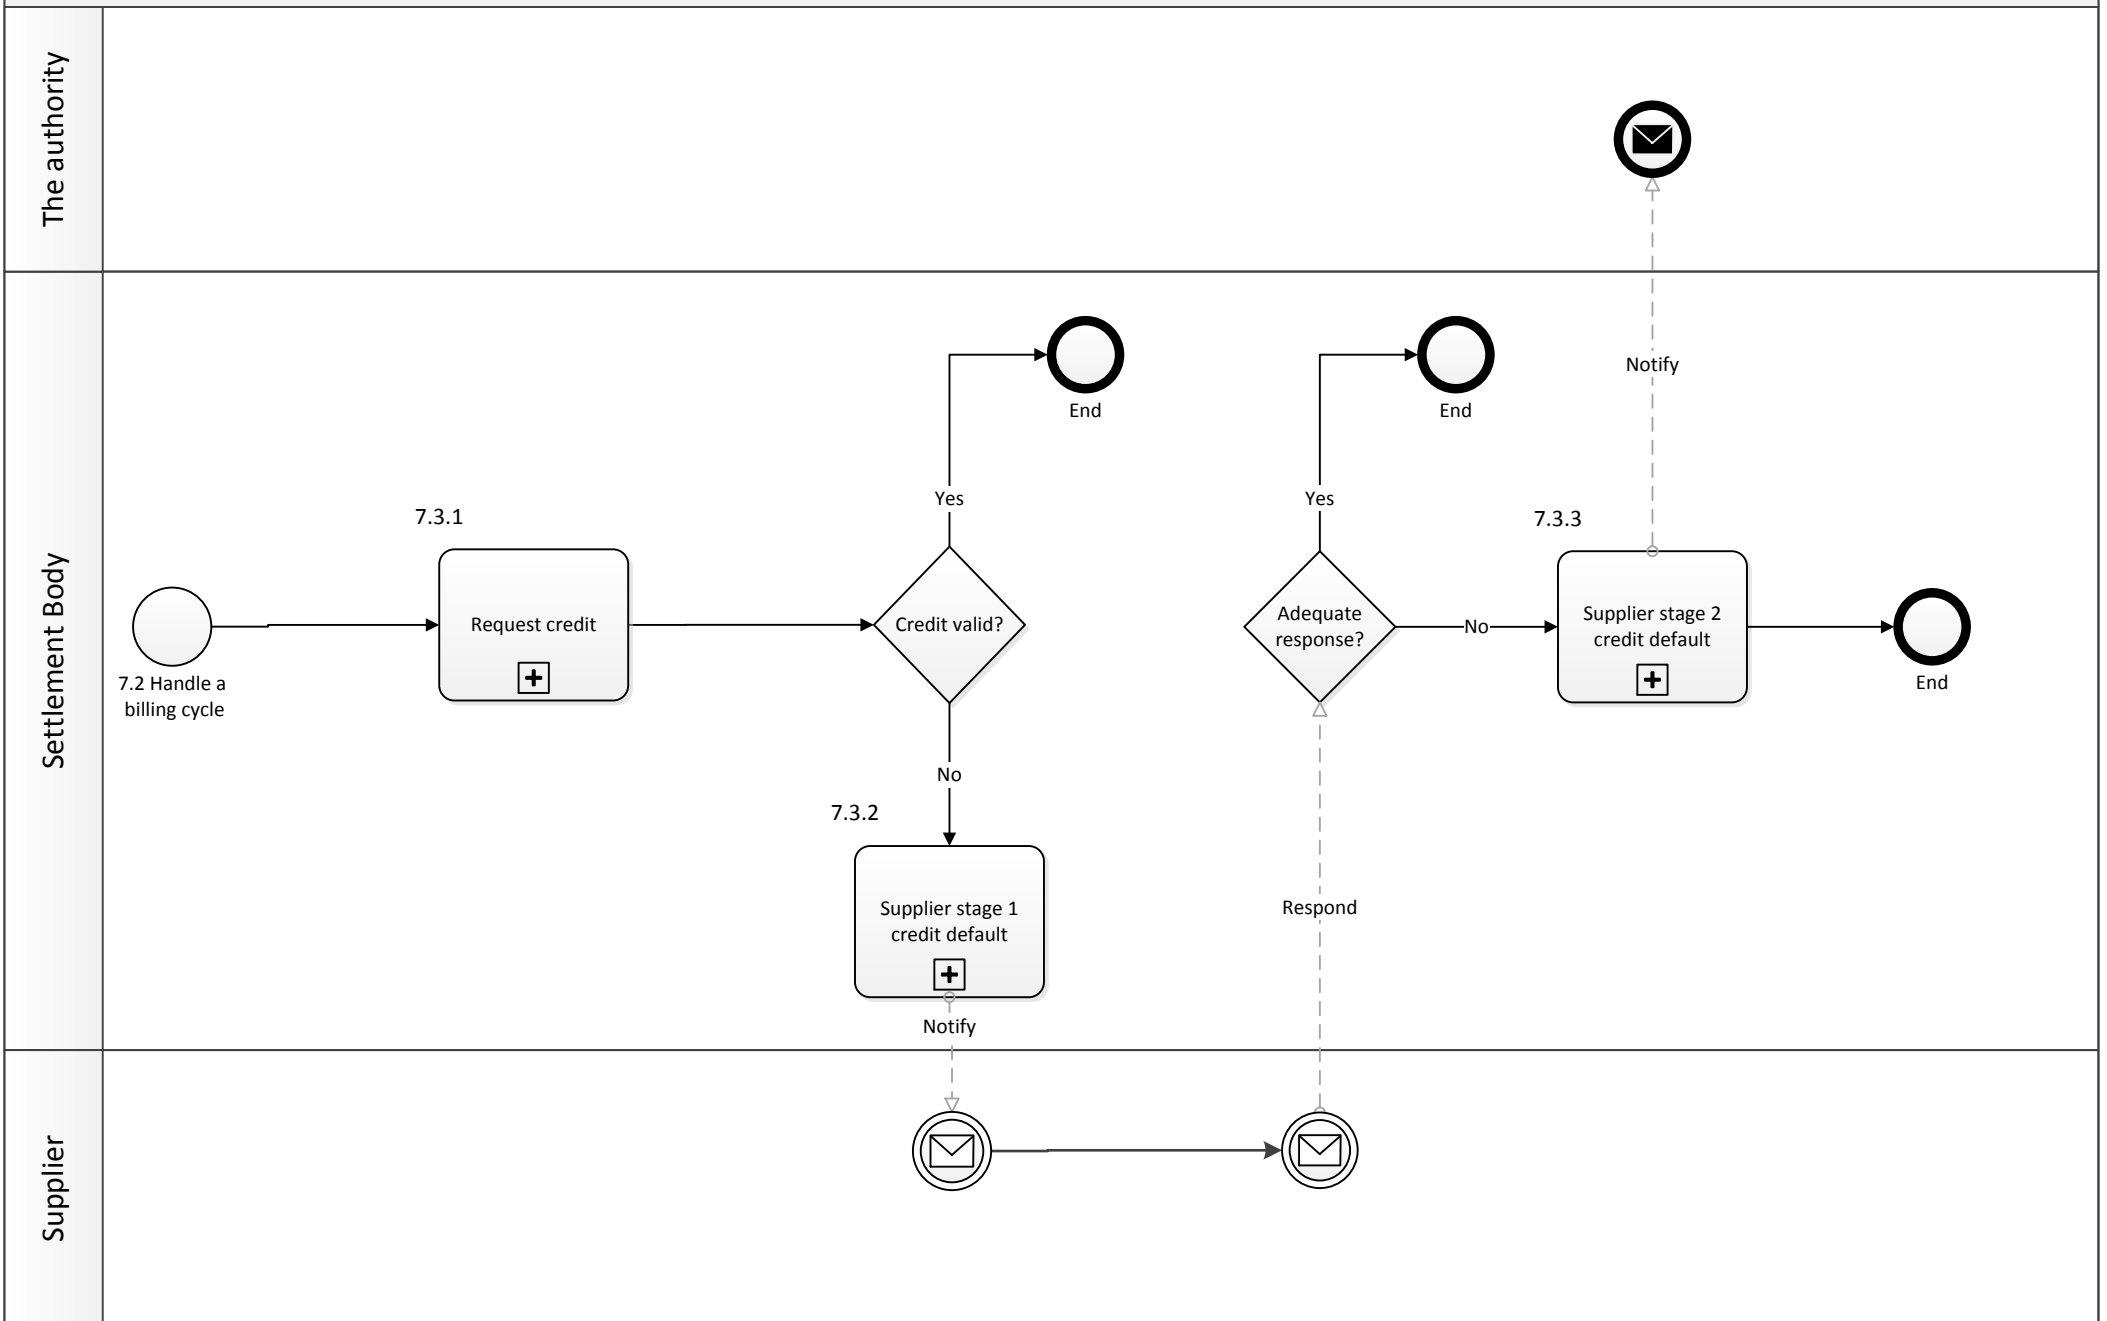 The authority
Notify
End
End
Yes
Yes
7.3.1
7.3.3
Settlement Body
Request credit
Credit valid?
Adequate
response?
No
Supplier stage 2
credit default
7.2 Handle a
billing cycle
End
No
7.3.2
Supplier stage 1
credit default
Respond
Notify
Supplier